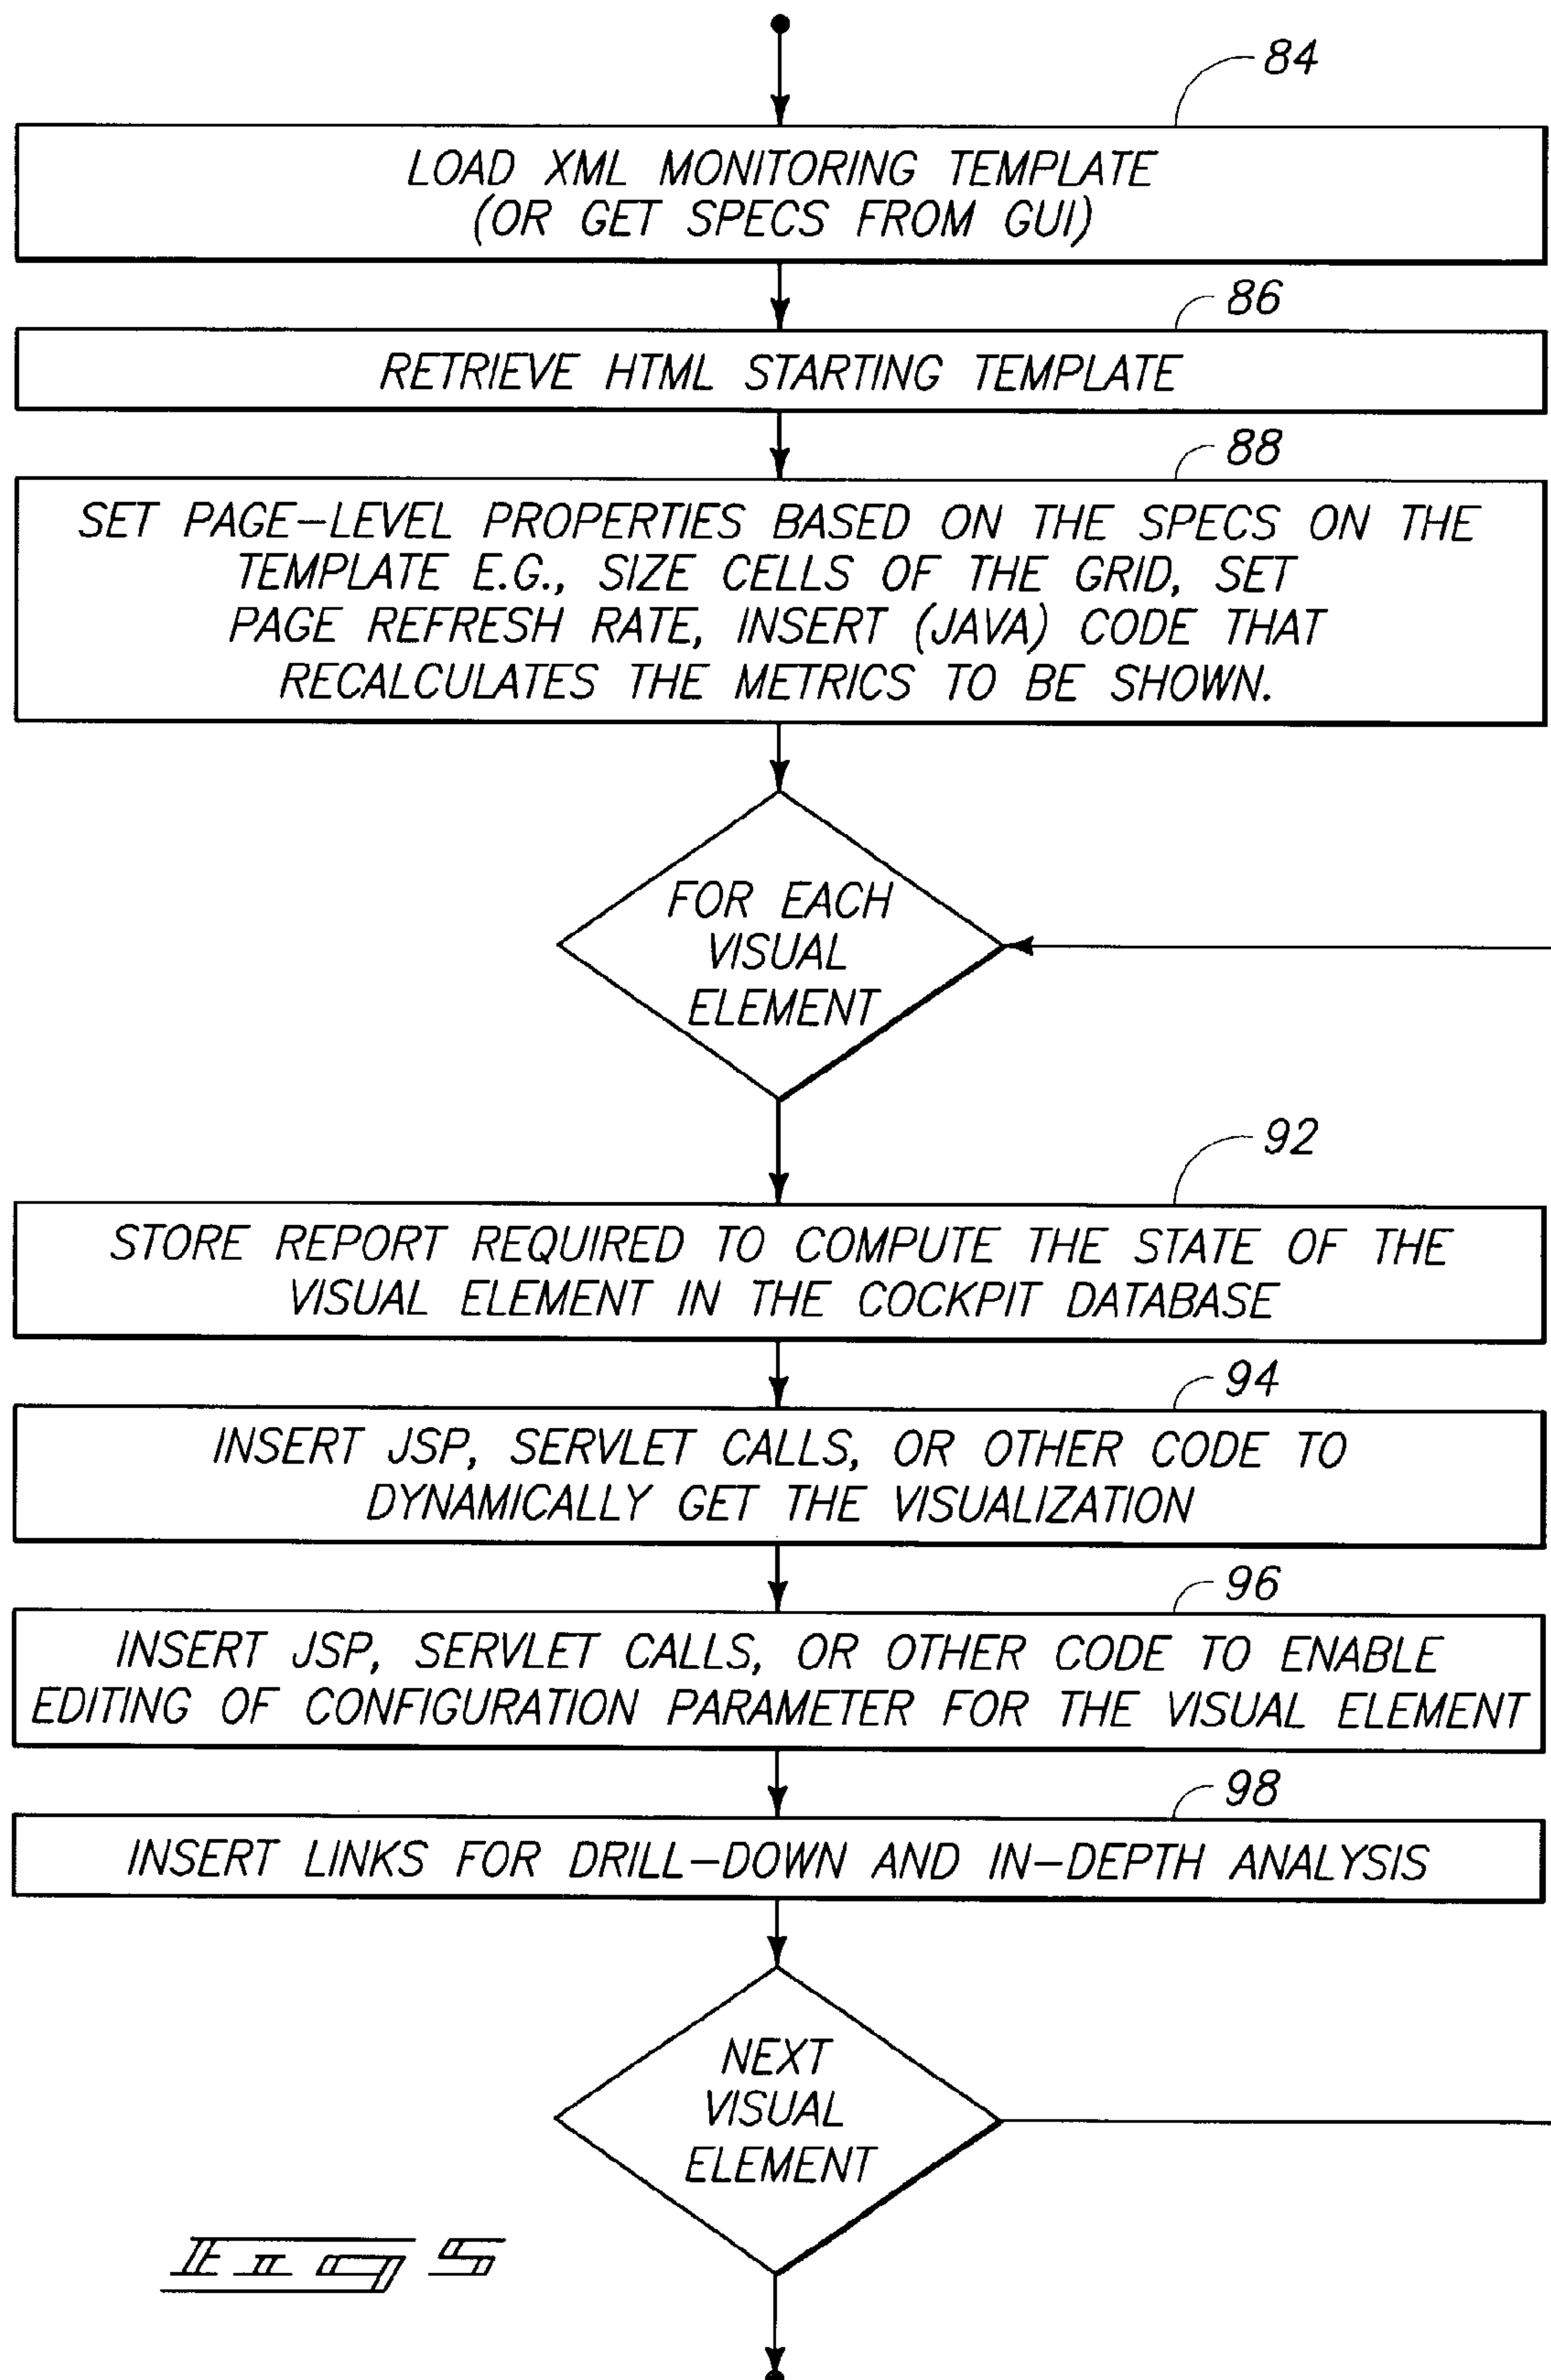 84
LOAD XML MONITORING TEMPLATE
(OR GET SPECS FROM GUI)
86
RETRIEVE HTML STARTING TEMPLATE
88
SET PAGE-LEVEL PROPERTIES BASED ON THE SPECS ON THE
TEMPLATE E.G., SIZE CELLS OF THE GRID, SET
PAGE REFRESH RATE, INSERT (JAVA) CODE THAT
RECALCULATES THE METRICS TO BE SHOWN.
FOR EACH
VISUAL
ELEMENT
92
STORE REPORT REQUIRED TO COMPUTE THE STATE OF THE
VISUAL ELEMENT IN THE COCKPIT DATABASE
94
INSERT JSP, SERVLET CALLS, OR OTHER CODE TO
DYNAMICALLY GET THE VISUALIZATION
96
INSERT JSP, SERVLET CALLS, OR OTHER CODE TO ENABLE
EDITING OF CONFIGURATION PARAMETER FOR THE VISUAL ELEMENT
98
INSERT LINKS FOR DRILL-DOWN AND IN-DEPTH ANALYSIS
NEXT
VISUAL
ELEMENT
Fig 5